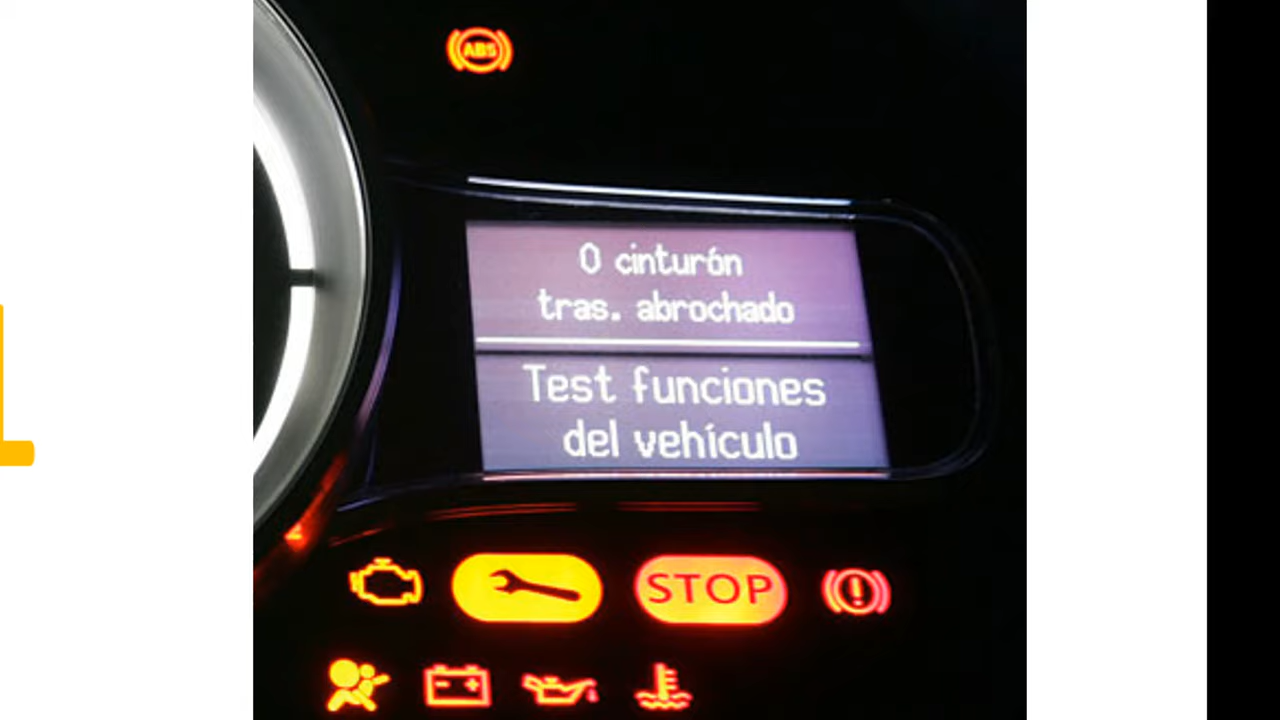 ABS
0 cinturón
tras. abrochado
Test funciones
del vehículo
STOP